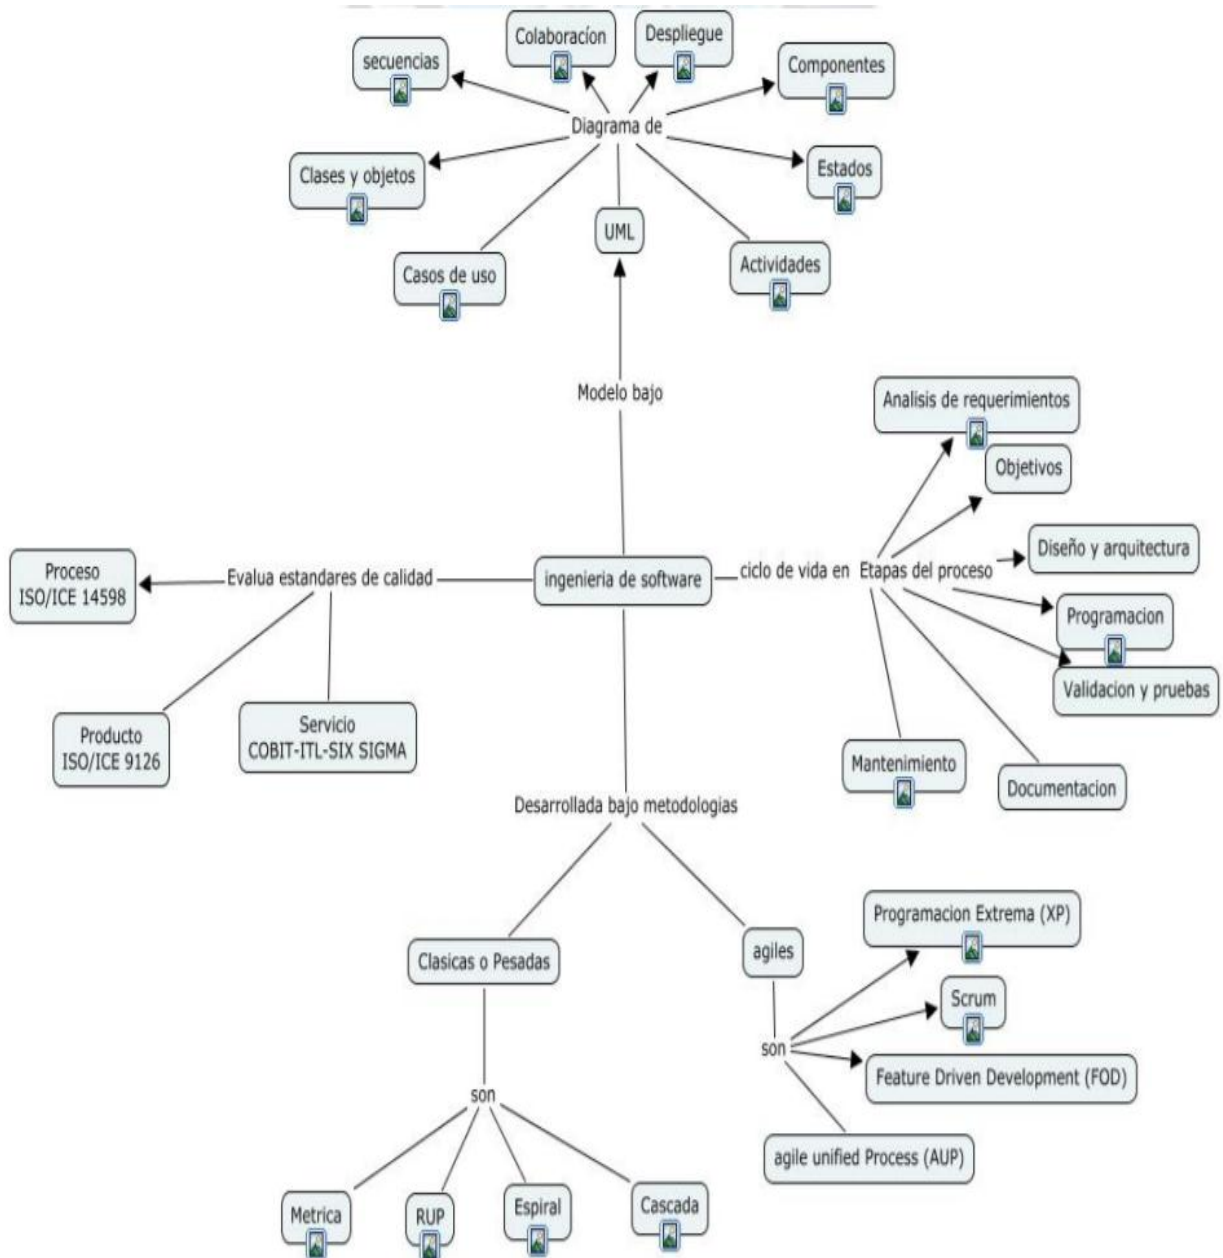 Colaboracíon
Despliegue
secuencias
Componentes
Diagrama de
Clases y objetos
Estados
UML
Casos de uso
Actividades
Modelo bajo
Analisis de requerimientos
Objetivos
Diseño y arquitectura
Proceso
ISO/ICE 14598
Evalua estandares de calidad
ingenieria de software
ciclo de vida en
Etapas del proceso
Programacion
Validacion y pruebas
Producto
ISO/ICE 9126
Servicio
COBIT-ITL-SIX SIGMA
Mantenimiento
Documentacion
Desarrollada bajo metodologias
Clasicas o Pesadas
agiles
Programacion Extrema (XP)
Scrum
son
Feature Driven Development (FOD)
agile unified Process (AUP)
son
Metrica
RUP
Espiral
Cascada